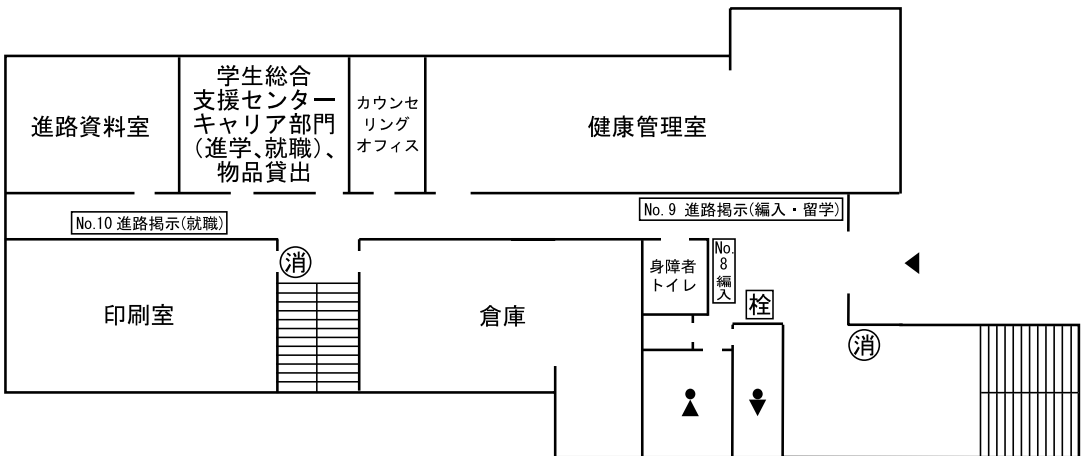 進路資料室
学生総合
支援センター
キャリア部門
(進学、就職)、
物品貸出
カウンセ
リング
オフィス
健康管理室
No.10 進路掲示(就職)
No.9 進路掲示(編入・留学)
印刷室
消
倉庫
身障者
トイレ
No.
8
編
入
栓
消